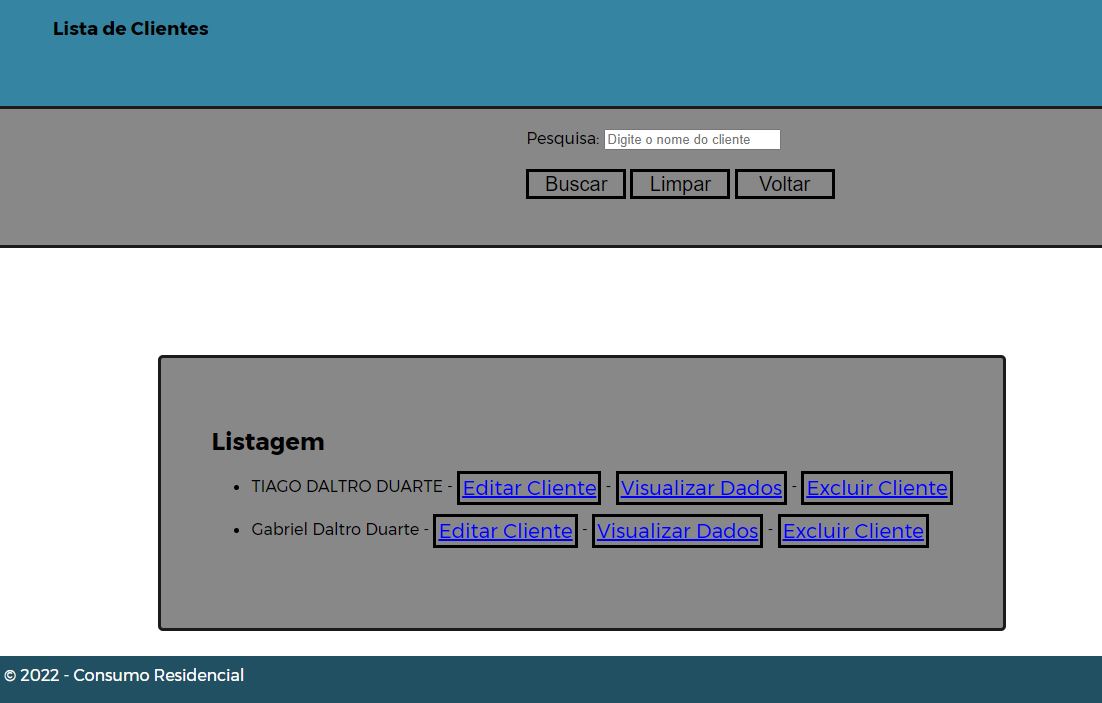 Lista de Clientes
Pesquisa: Digite o nome do cliente
Buscar Limpar Voltar
Listagem
• TIAGO DALTRO DUARTE - Editar Cliente - Visualizar Dados - Excluir Cliente
• Gabriel Daltro Duarte - Editar Cliente - Visualizar Dados - Excluir Cliente
© 2022 - Consumo Residencial